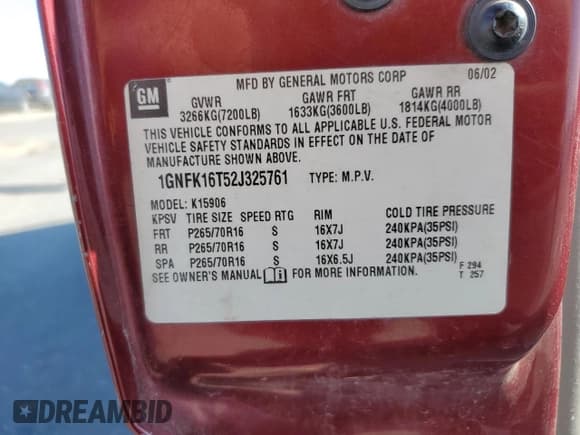 GM
MFD BY GENERAL MOTORS CORP 06/02
GVWR GAWR FRT GAWR RR
3266KG(7200LB) 1633KG(3600LB) 1814KG(4000LB)
THIS VEHICLE CONFORMS TO ALL APPLICABLE U.S. FEDERAL MOTOR
VEHICLE SAFETY STANDARDS IN EFFECT ON THE DATE OF
MANUFACTURE SHOWN ABOVE.
1GNFK16T52J325761 TYPE: M.P.V.
MODEL: K15906
KPSV TIRE SIZE SPEED RTG RIM COLD TIRE PRESSURE
FRT P265/70R16 S 16X7J 240KPA(35PSI)
RR P265/70R16 S 16X7J 240KPA(35PSI)
SPA P265/70R16 S 16X6.5J 240KPA(35PSI)
SEE OWNER'S MANUAL FOR MORE INFORMATION.
F 294
T 257
DREAMBID